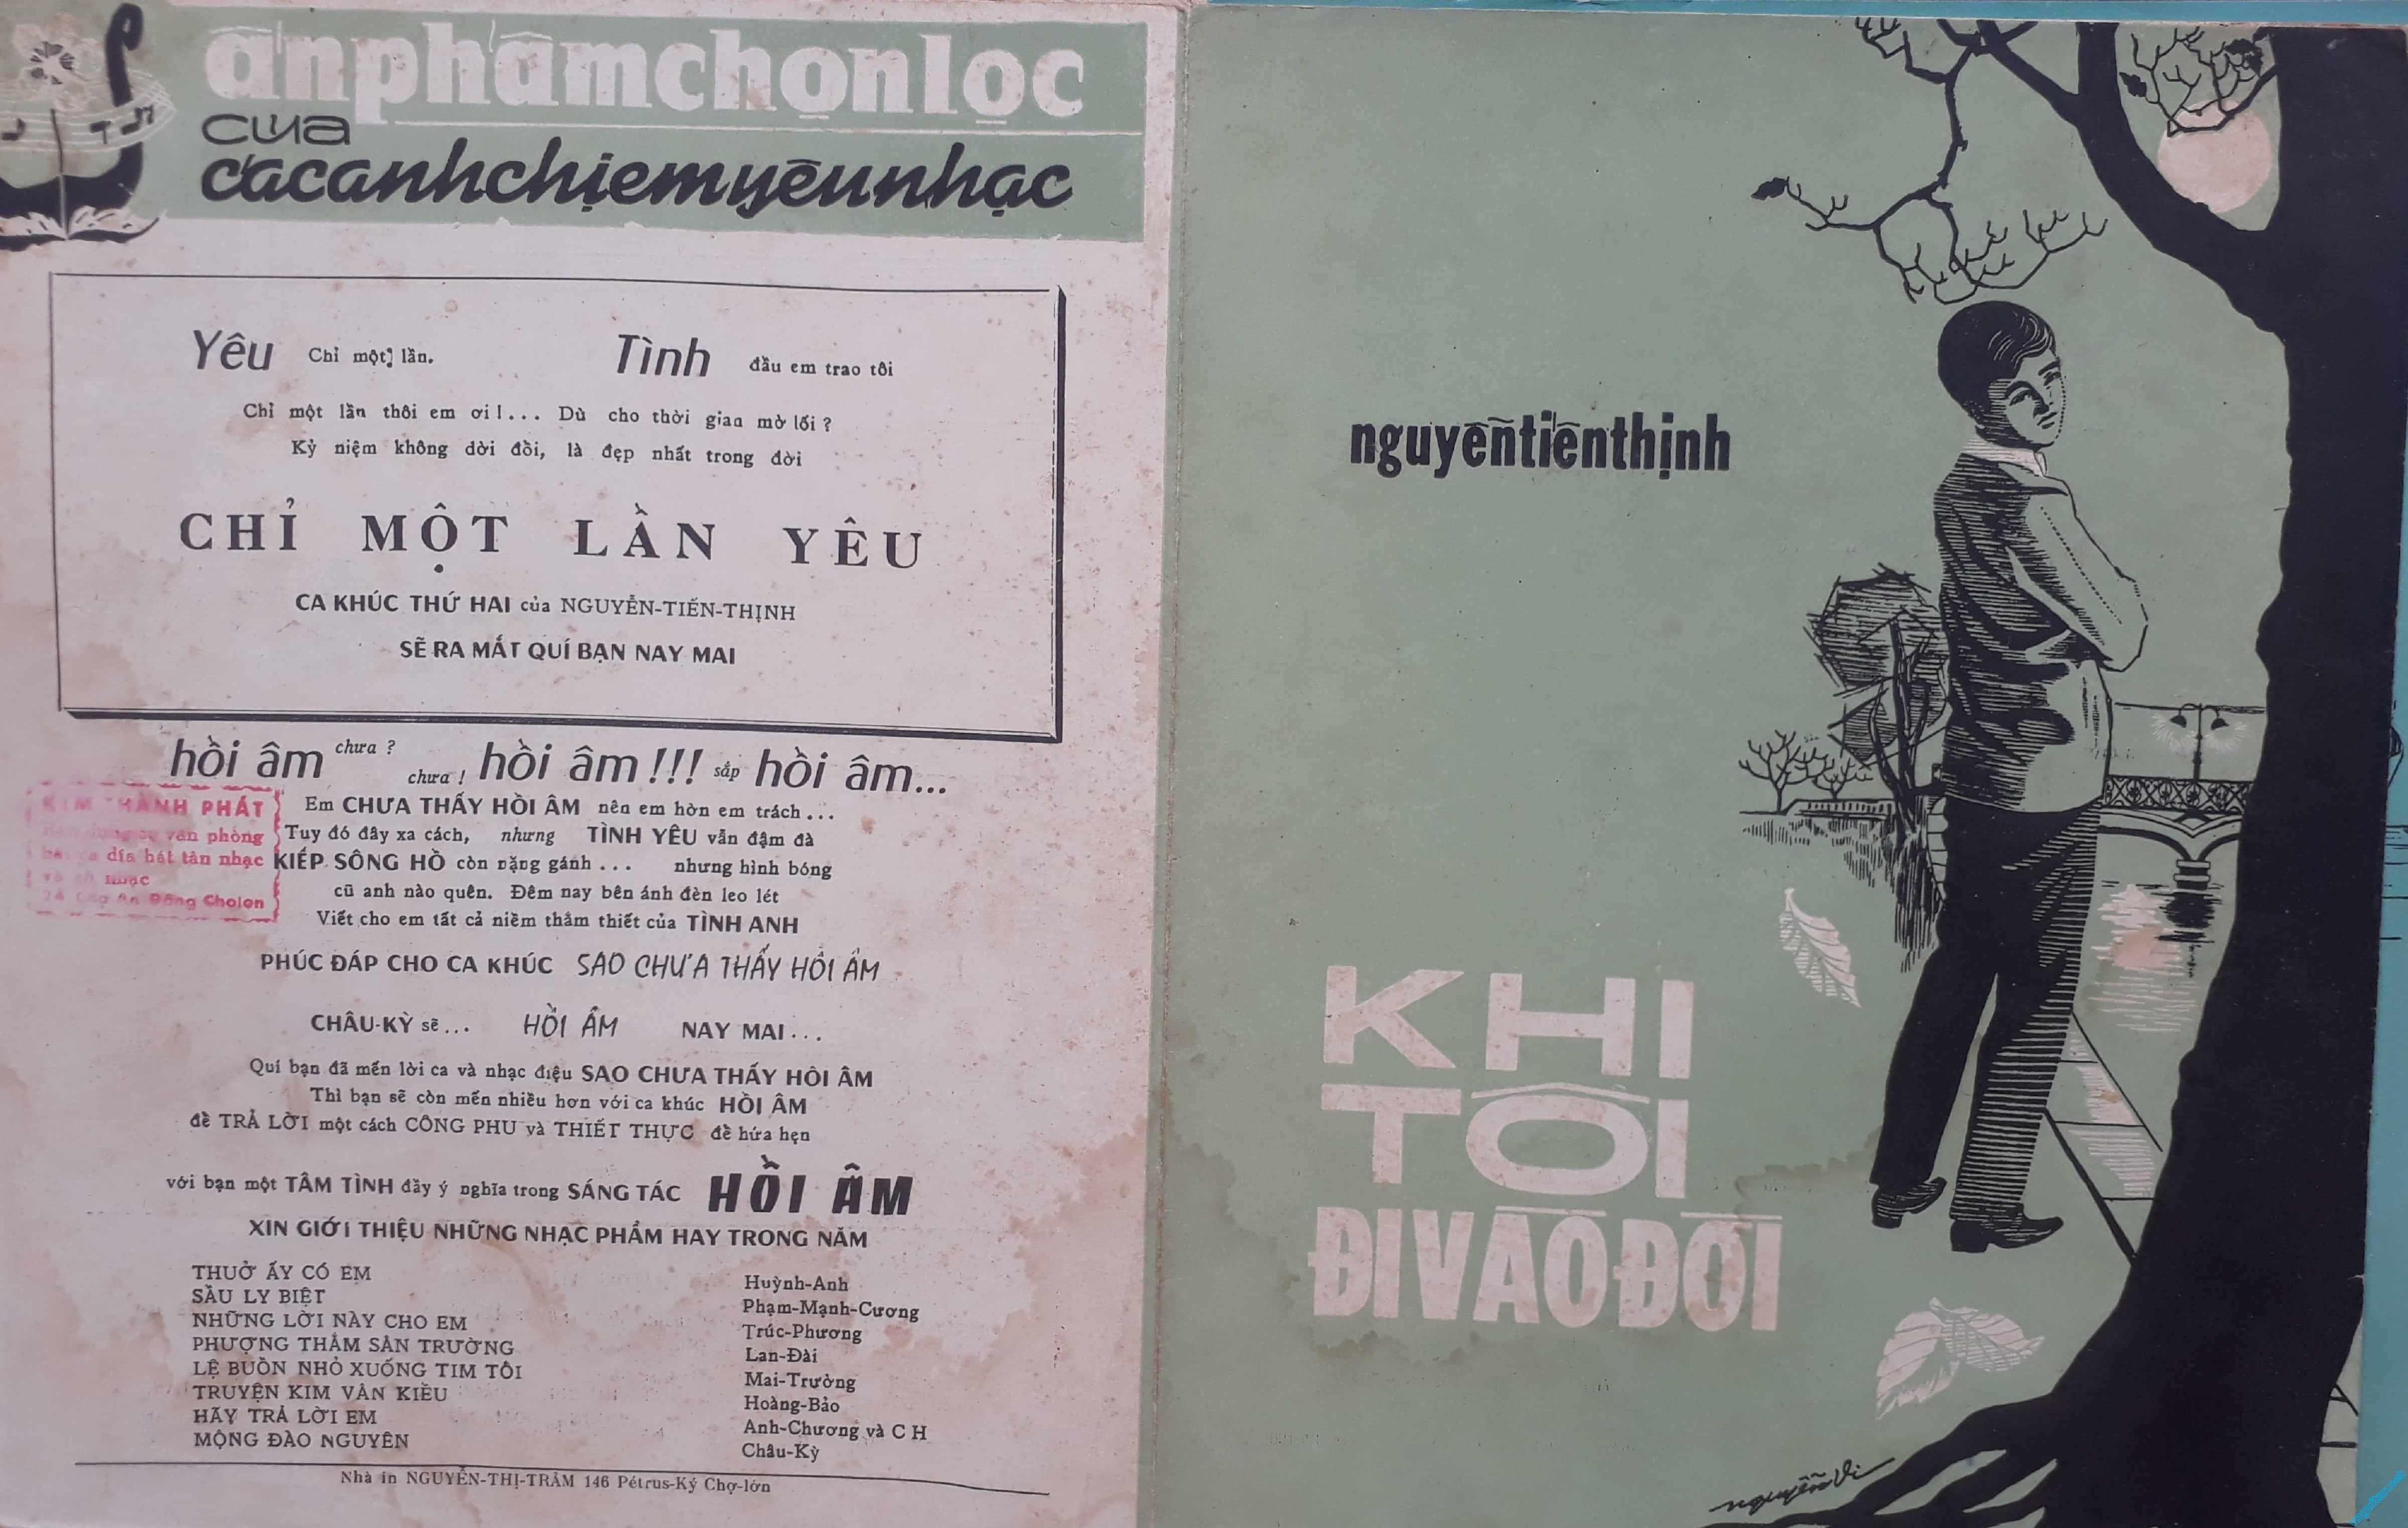 ấnphẩmchọnlọc
của
cácanhchịemyêunhạc
Yêu Chỉ một lần. Tình đầu em trao tôi
Chỉ một lần thôi em ơi !... Dù cho thời gian mờ lối ?
Kỷ niệm không dời đổi, là đẹp nhất trong đời
CHỈ MỘT LẦN YÊU
CA KHÚC THỨ HAI của NGUYỄN-TIẾN-THỊNH
SẼ RA MẮT QUÍ BẠN NAY MAI
hồi âm chưa ? chưa ! hồi âm !!! sắp hồi âm...
Em CHƯA THẤY HỒI ÂM nên em hờn em trách ...
Tuy đó đây xa cách, nhưng TÌNH YÊU vẫn đậm đà
KIẾP SÔNG HỒ còn nặng gánh ... nhưng hình bóng
cũ anh nào quên. Đêm nay bên ánh đèn leo lét
Viết cho em tất cả niềm thắm thiết của TÌNH ANH
KIM THÀNH PHÁT
văn phòng
dĩa hát tân nhạc
nhạc
Đông Cholon
PHÚC ĐÁP CHO CA KHÚC SAO CHƯA THẤY HỒI ÂM
CHÂU-KỲ sẽ ... HỒI ÂM NAY MAI ...
Quí bạn đã mến lời ca và nhạc điệu SAO CHƯA THẤY HÔI ÂM
Thì bạn sẽ còn mến nhiều hơn với ca khúc HỒI ÂM
để TRẢ LỜI một cách CÔNG PHU và THIẾT THỰC để hứa hẹn
với bạn một TÂM TÌNH đầy ý nghĩa trong SÁNG TÁC HỒI ÂM
XIN GIỚI THIỆU NHỮNG NHẠC PHẨM HAY TRONG NĂM
THUỞ ẤY CÓ EM Huỳnh-Anh
SẦU LY BIỆT Phạm-Mạnh-Cương
NHỮNG LỜI NÀY CHO EM Trúc-Phương
PHƯỢNG THẮM SÂN TRƯỜNG Lan-Đài
LỆ BUỒN NHỎ XUỐNG TIM TÔI Mai-Trường
TRUYỆN KIM VÂN KIỀU Hoàng-Bảo
HÃY TRẢ LỜI EM Anh-Chương và C H
MỘNG ĐÀO NGUYÊN Châu-Kỳ
Nhà in NGUYỄN-THỊ-TRÂM 146 Pétrus-Ký Chợ-lớn
nguyễntiếnthịnh
KHI
TÔI
ĐIVÀOĐỜI
nguyễnvi